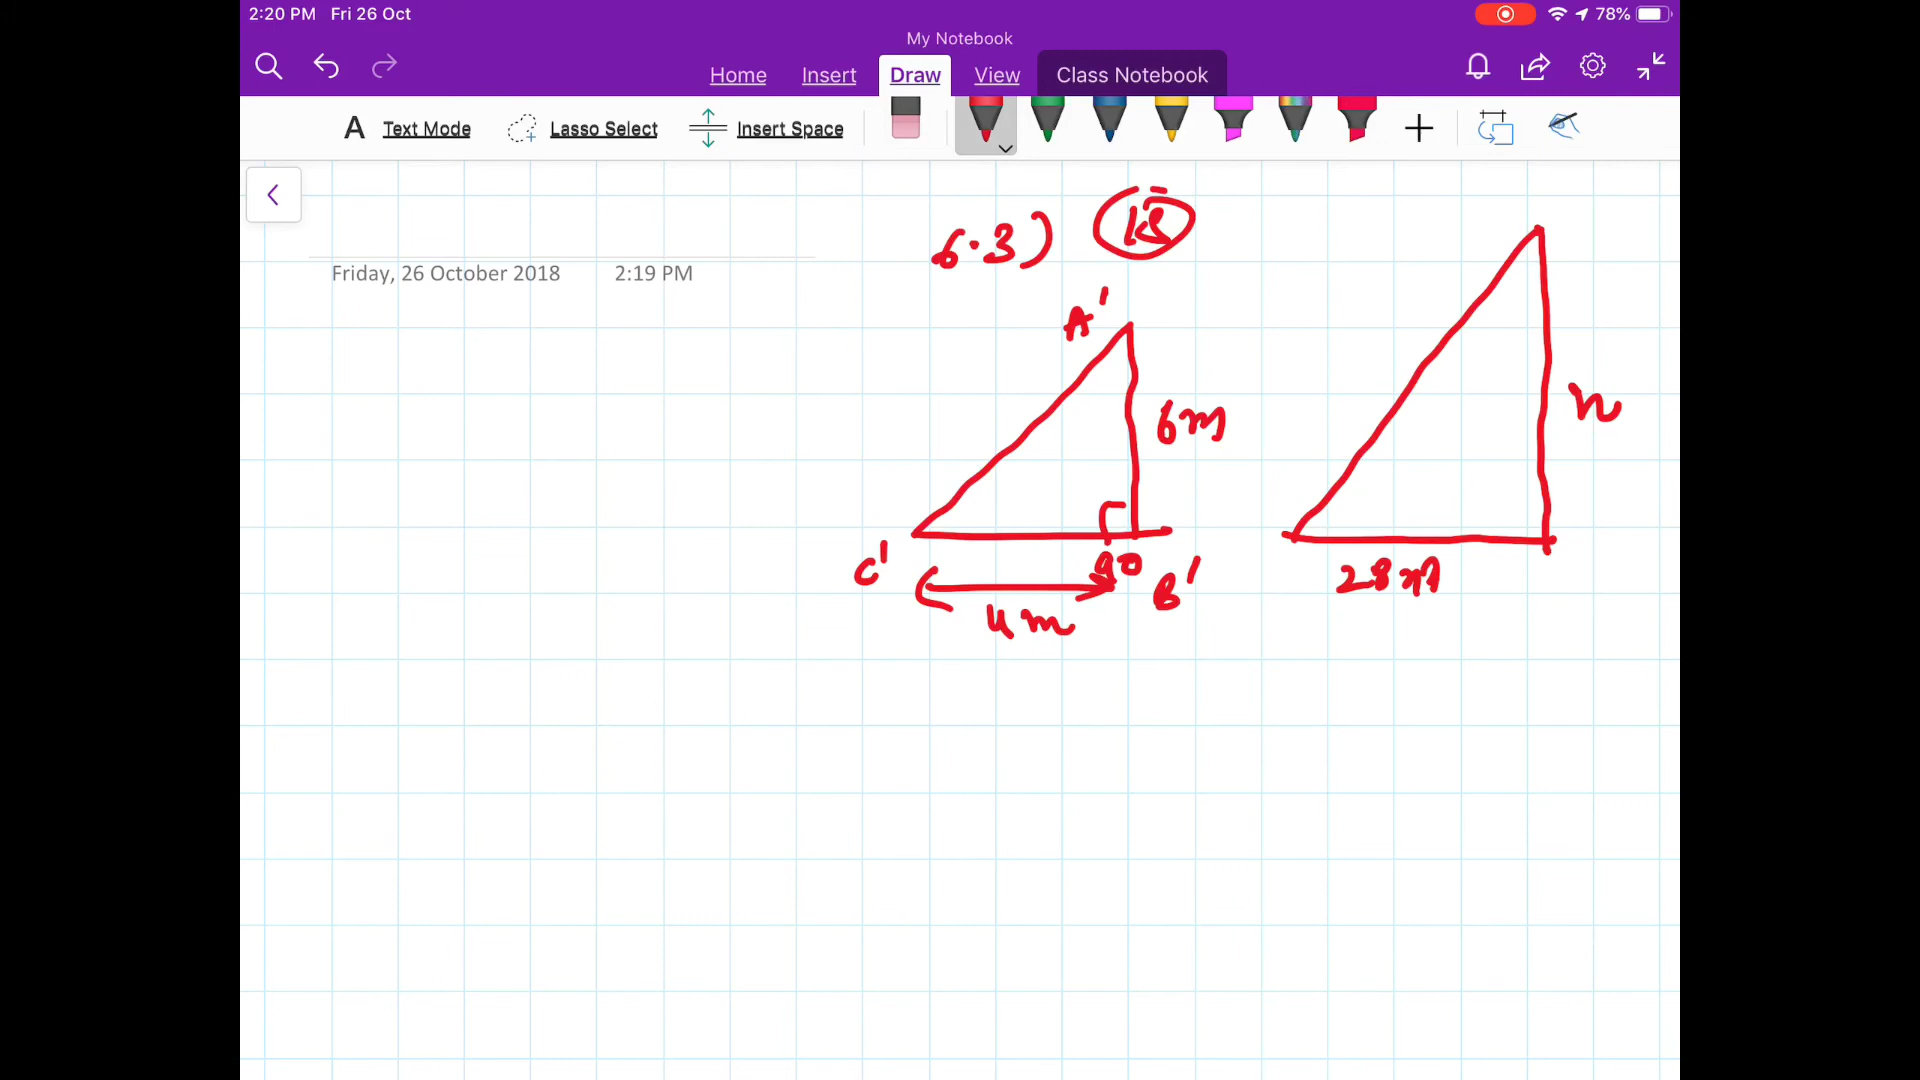 2:20 PM Fri 26 Oct
78%
My Notebook
Home Insert Draw View Class Notebook
A Text Mode Lasso Select Insert Space
6.3) 15
Friday, 26 October 2018 2:19 PM
A'
6m
C'
90
B'
4m
28m